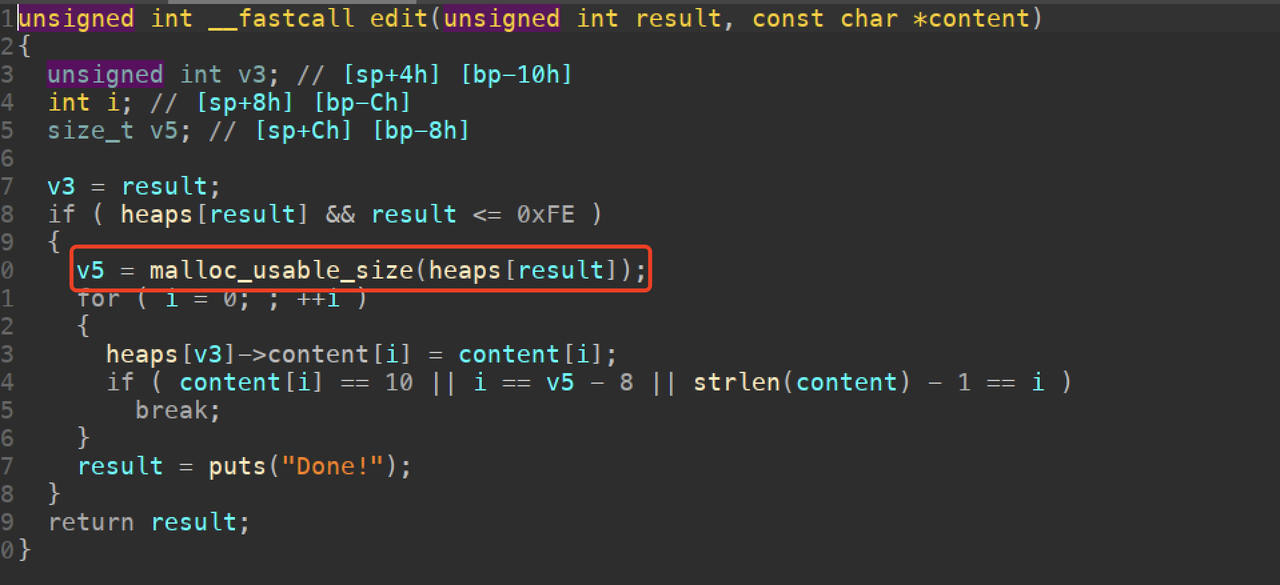 1unsigned int __fastcall edit(unsigned int result, const char *content)
2{
3  unsigned int v3; // [sp+4h] [bp-10h]
4  int i; // [sp+8h] [bp-Ch]
5  size_t v5; // [sp+Ch] [bp-8h]
6
7  v3 = result;
8  if ( heaps[result] && result <= 0xFE )
9  {
0    v5 = malloc_usable_size(heaps[result]);
1    for ( i = 0; ; ++i )
2    {
3      heaps[v3]->content[i] = content[i];
4      if ( content[i] == 10 || i == v5 - 8 || strlen(content) - 1 == i )
5        break;
6    }
7    result = puts("Done!");
8  }
9  return result;
0}